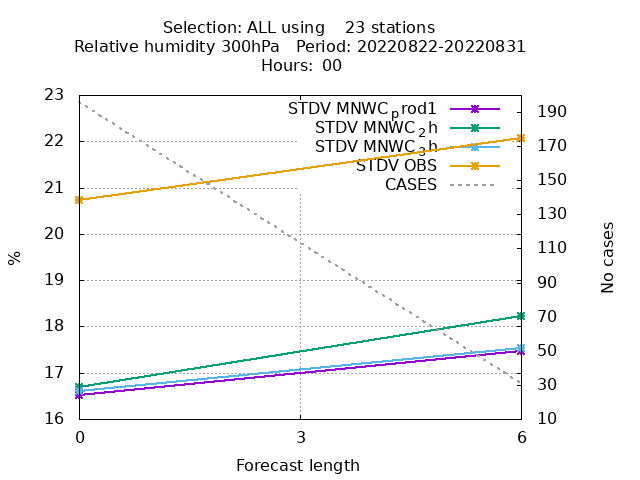 Selection: ALL using    23 stations
Relative humidity 300hPa   Period: 20220822-20220831
Hours: 00
STDV MNWC_prod1
STDV MNWC_2h
STDV MNWC_3h
STDV OBS
CASES
23
22
21
20
19
18
17
16
%
190
170
150
130
110
90
70
50
30
10
No cases
0
3
6
Forecast length